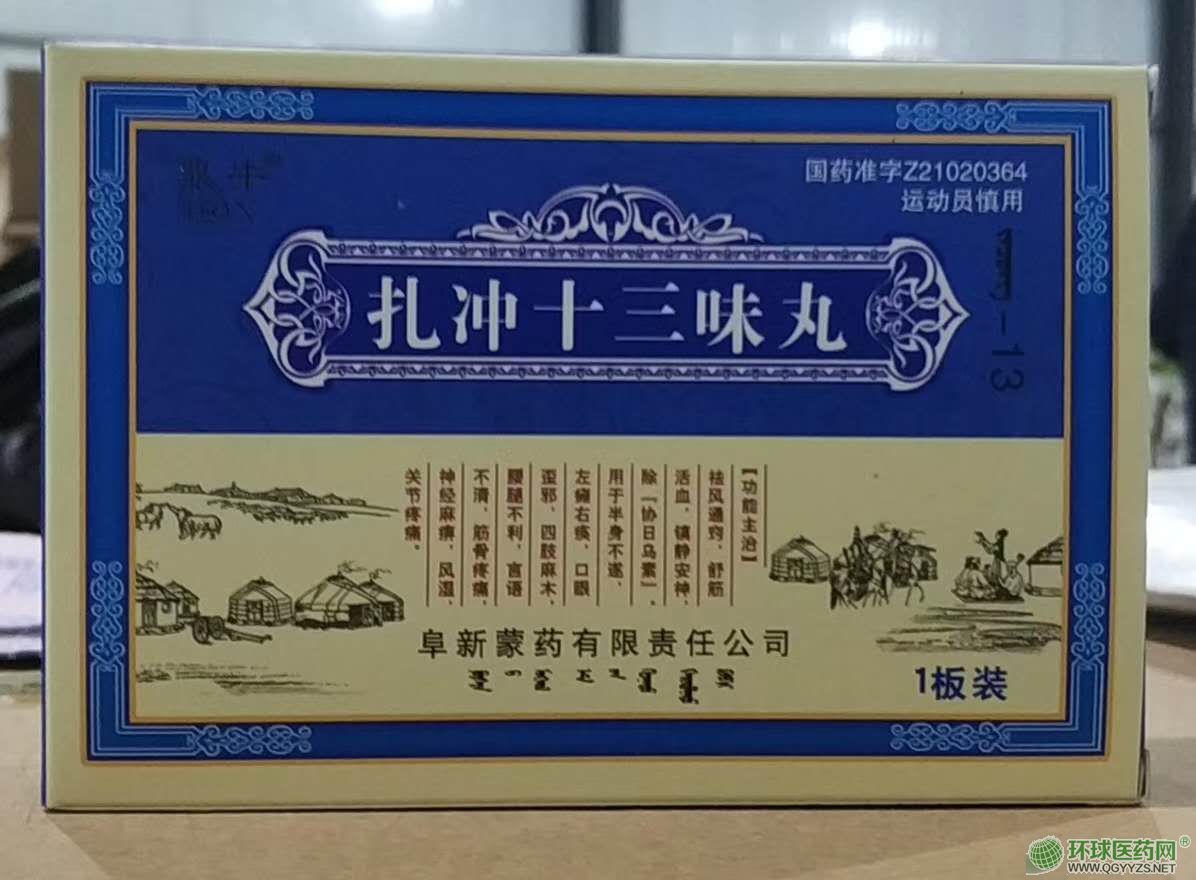 国药准字Z21020364
运动员慎用
扎冲十三味丸
-13
【功能主治】
祛风通窍，舒筋
活血，镇静安神，
除“协日乌素”。
用于半身不遂，
左瘫右痪，口眼
歪邪，四肢麻木，
腰腿不利，言语
不清，筋骨疼痛，
神经麻痹，风湿，
关节疼痛。
阜新蒙药有限责任公司
1板装
环球医药网®
WWW.QGYYZS.NET